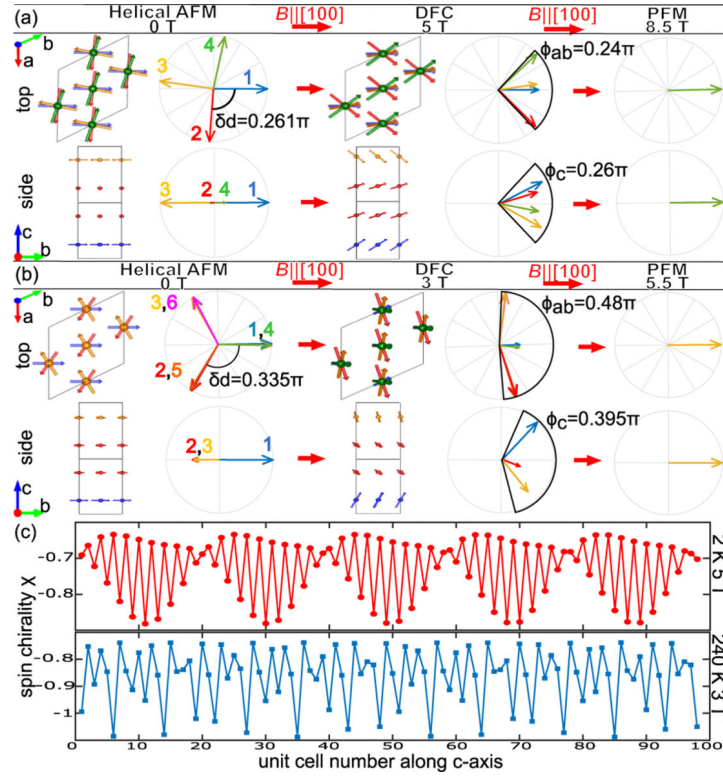 (a) Helical AFM B||[100] DFC B||[100] PFM
0 T 5 T 8.5 T
b
a
top
4
3
1
2
δd=0.261π
ϕab=0.24π
side
c
b
3
2
4
1
ϕc=0.26π
(b) Helical AFM B||[100] DFC B||[100] PFM
0 T 3 T 5.5 T
b
a
top
3,6
1,4
2,5
δd=0.335π
ϕab=0.48π
side
c
b
2,3
1
ϕc=0.395π
(c)
spin chirality χ
-0.7
-0.8
2 K 5 T
-0.8
-0.9
-1
240 K 3 T
0 10 20 30 40 50 60 70 80 90 100
unit cell number along c-axis